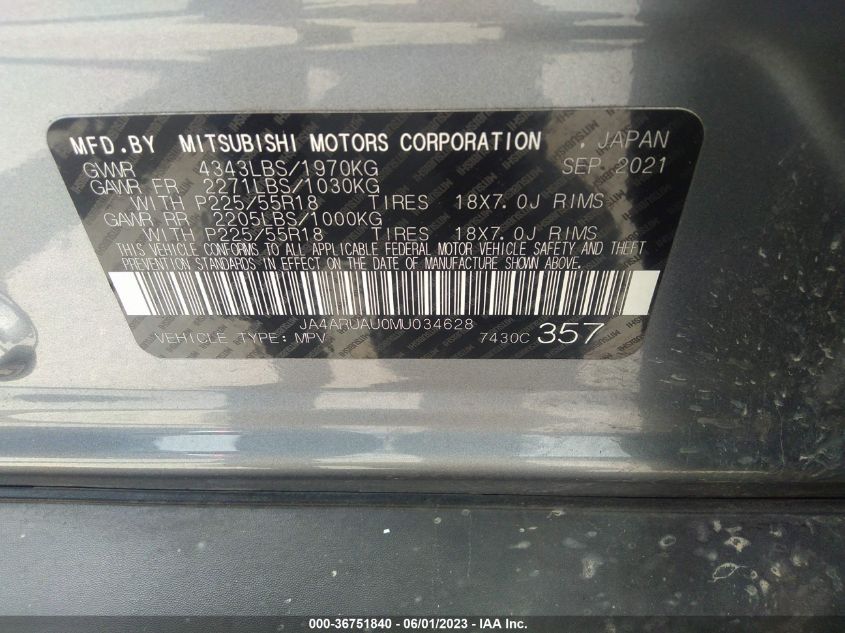 MFD.BY MITSUBISHI MOTORS CORPORATION , JAPAN
GVWR 4343LBS/1970KG SEP. 2021
GAWR FR 2271LBS/1030KG
WITH P225/55R18 TIRES 18X7.0J RIMS
GAWR RR 2205LBS/1000KG
WITH P225/55R18 TIRES 18X7.0J RIMS
THIS VEHICLE CONFORMS TO ALL APPLICABLE FEDERAL MOTOR VEHICLE SAFETY AND THEFT
PREVENTION STANDARDS IN EFFECT ON THE DATE OF MANUFACTURE SHOWN ABOVE.
JA4ARUAU0MU034628
VEHICLE TYPE: MPV 7430C 357
000-36751840 - 06/01/2023 - IAA Inc.